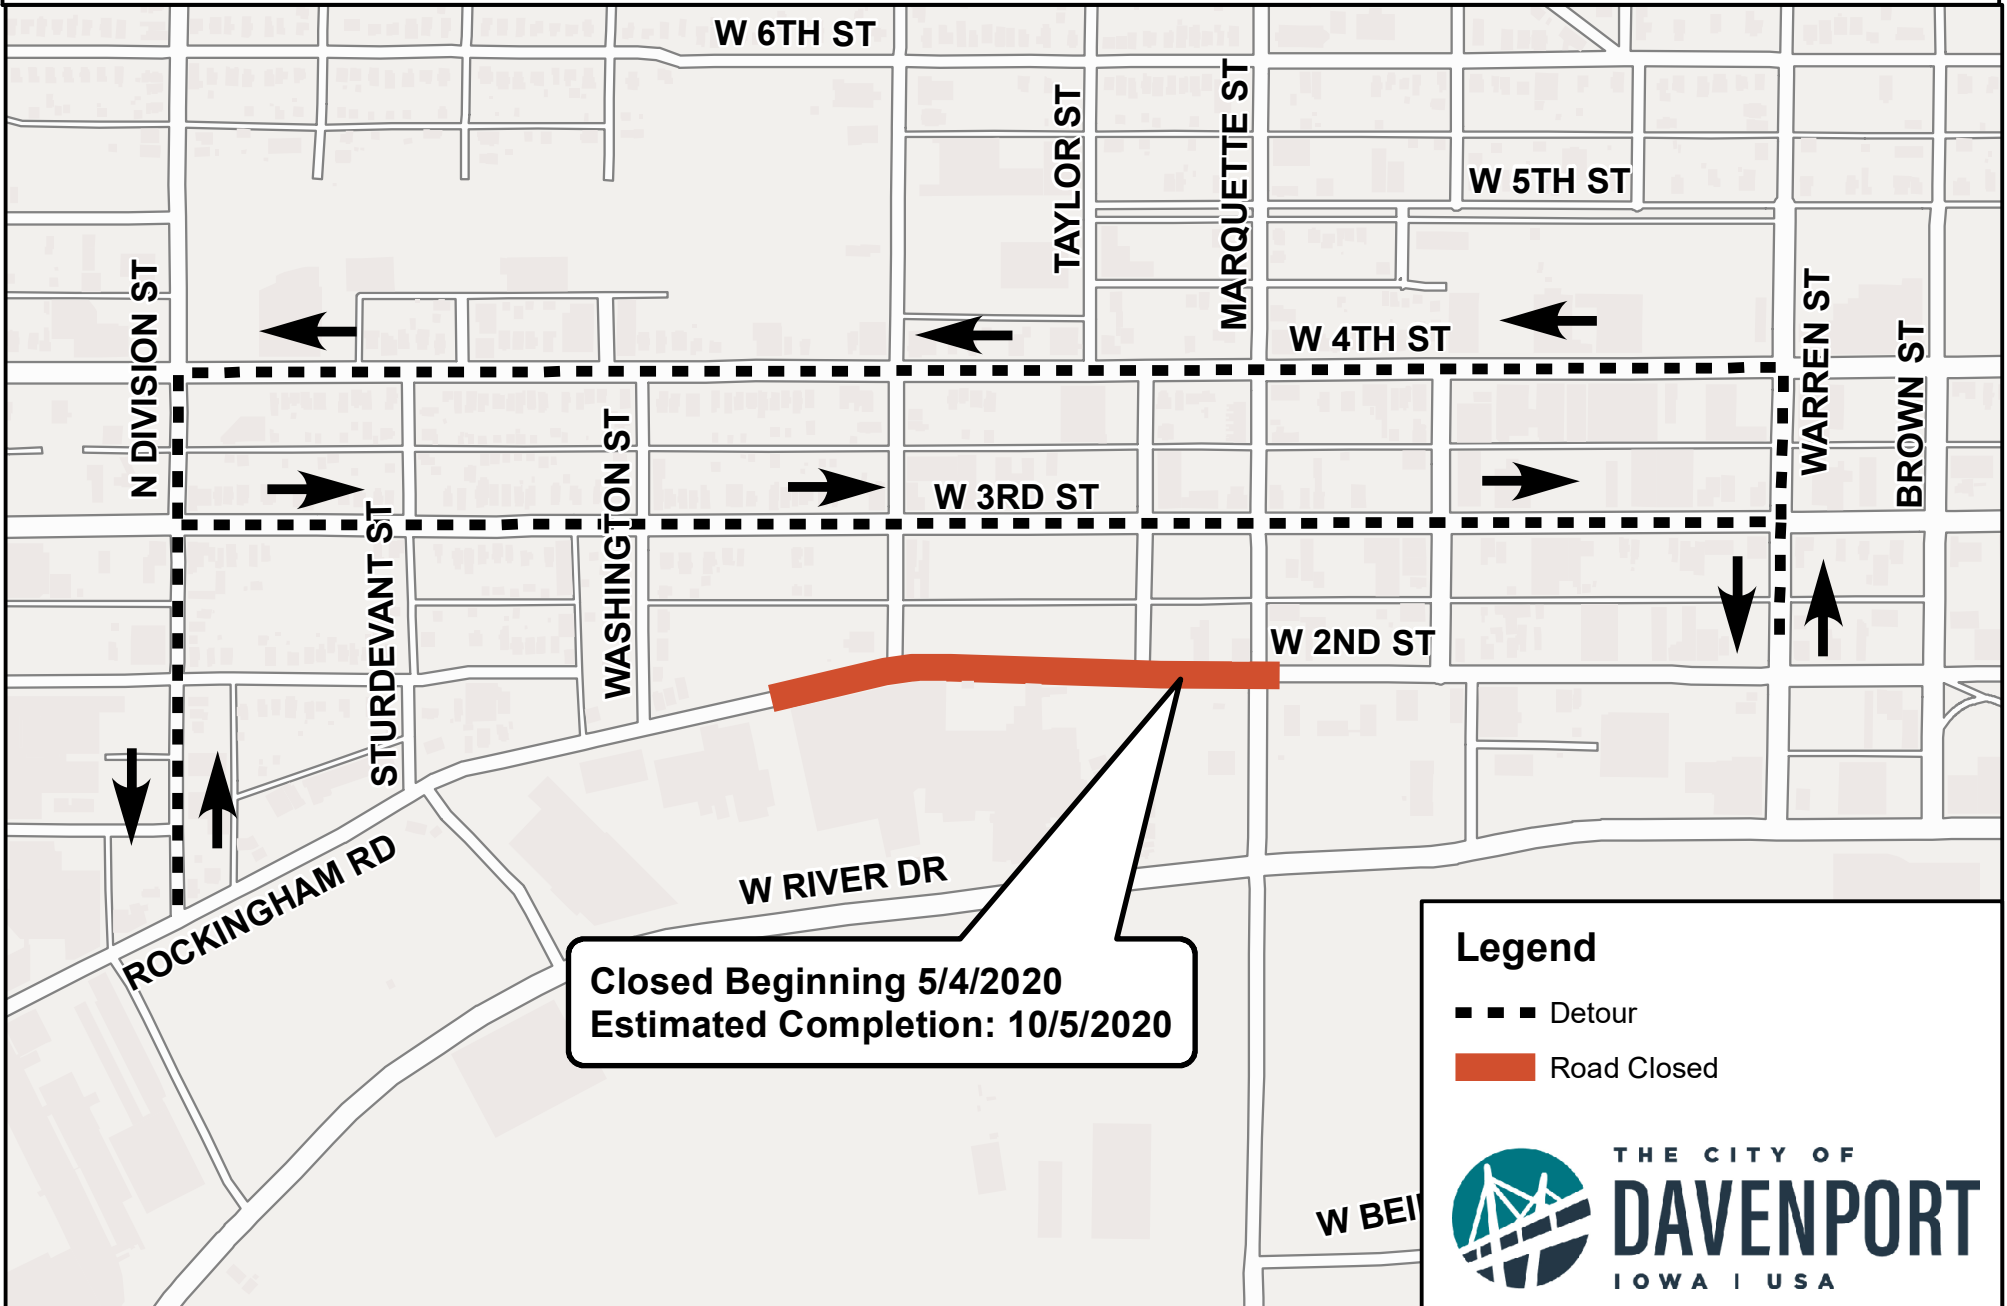 W 6TH ST
TAYLOR ST
MARQUETTE ST
W 5TH ST
N DIVISION ST
WARREN ST
W 4TH ST
BROWN ST
WASHINGTON ST
W 3RD ST
STURDEVANT ST
W 2ND ST
ROCKINGHAM RD
W RIVER DR
Closed Beginning 5/4/2020
Estimated Completion: 10/5/2020
W BEI
Legend
Detour
Road Closed
THE CITY OF
DAVENPORT
IOWA | USA